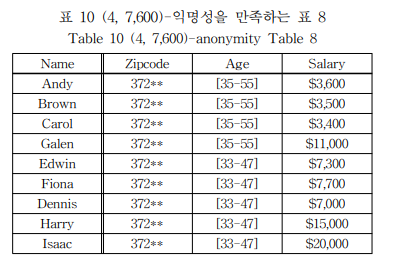 표 10 (4, 7,600)-익명성을 만족하는 표 8
Table 10 (4, 7,600)-anonymity Table 8
Name Zipcode Age Salary
Andy 372** [35-55] $3,600
Brown 372** [35-55] $3,500
Carol 372** [35-55] $3,400
Galen 372** [35-55] $11,000
Edwin 372** [33-47] $7,300
Fiona 372** [33-47] $7,700
Dennis 372** [33-47] $7,000
Harry 372** [33-47] $15,000
Isaac 372** [33-47] $20,000